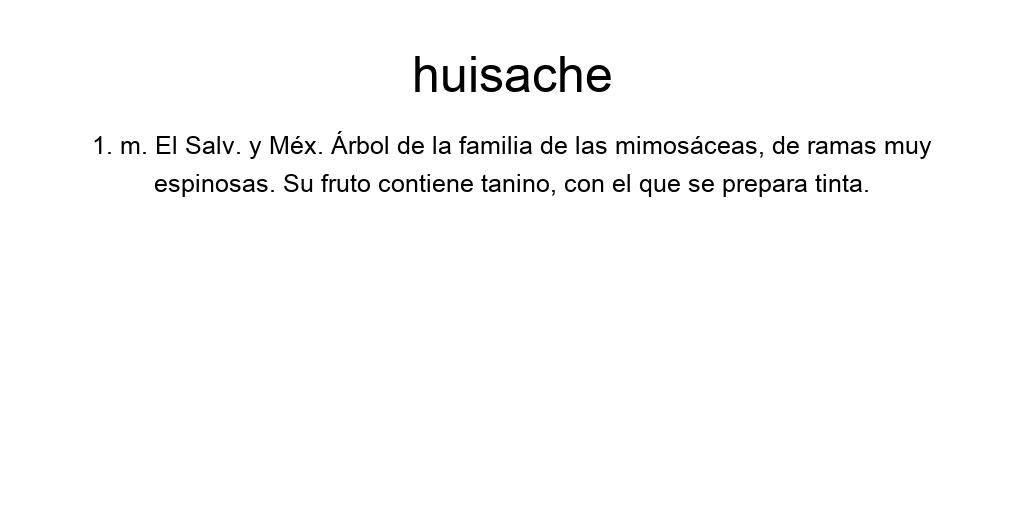 huisache
1. m. El Salv. y Méx. Árbol de la familia de las mimosáceas, de ramas muy
espinosas. Su fruto contiene tanino, con el que se prepara tinta.